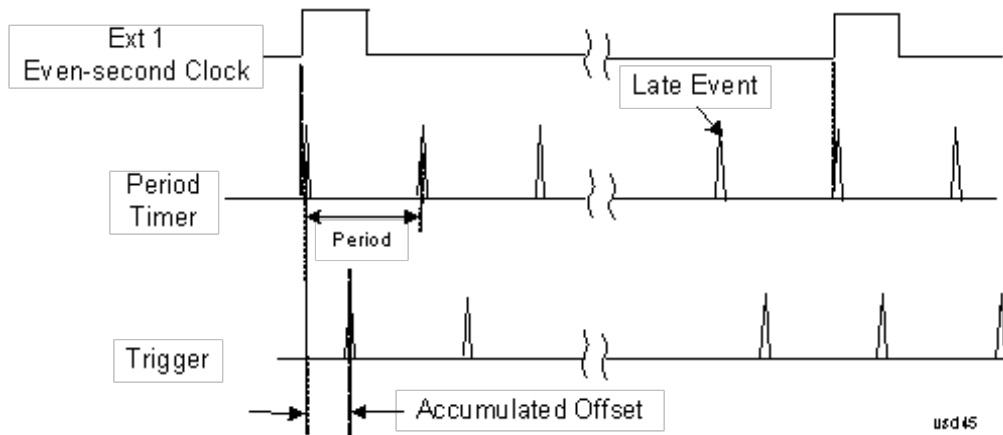 Ext 1
Even-second Clock
Late Event
Period
Timer
Period
Trigger
Accumulated Offset
usd45